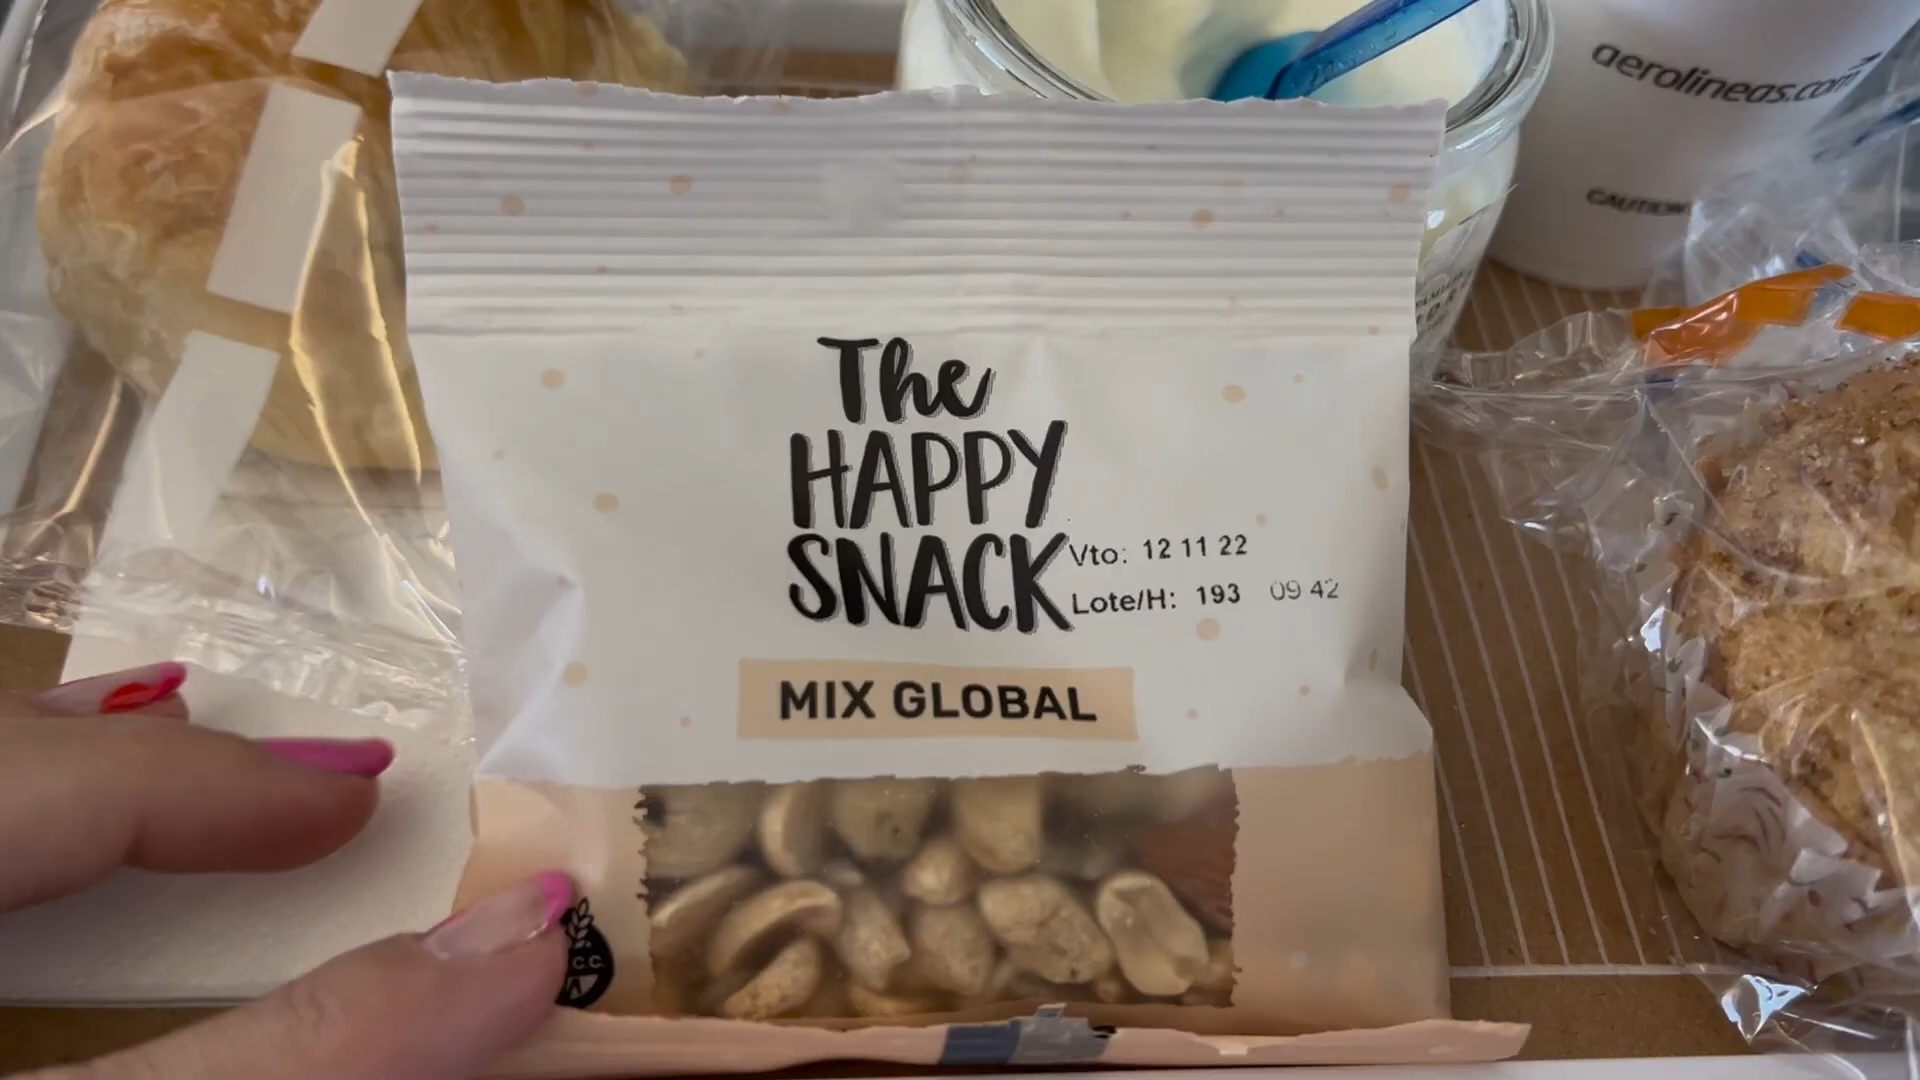 aerolineas.com
CAUTION
The
HAPPY
SNACK
Vto: 12 11 22
Lote/H: 193 09 42
MIX GLOBAL
C.C.
A